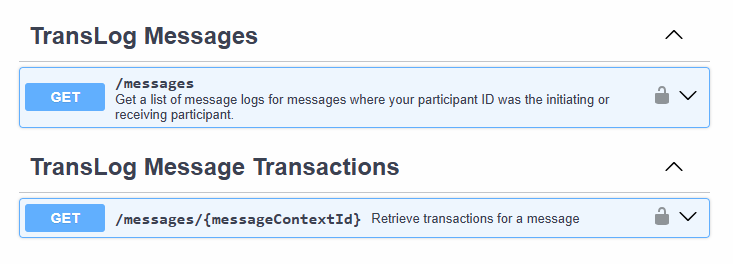 TransLog Messages
GET
/messages
Get a list of message logs for messages where your participant ID was the initiating or
receiving participant.
TransLog Message Transactions
GET /messages/{messageContextId} Retrieve transactions for a message